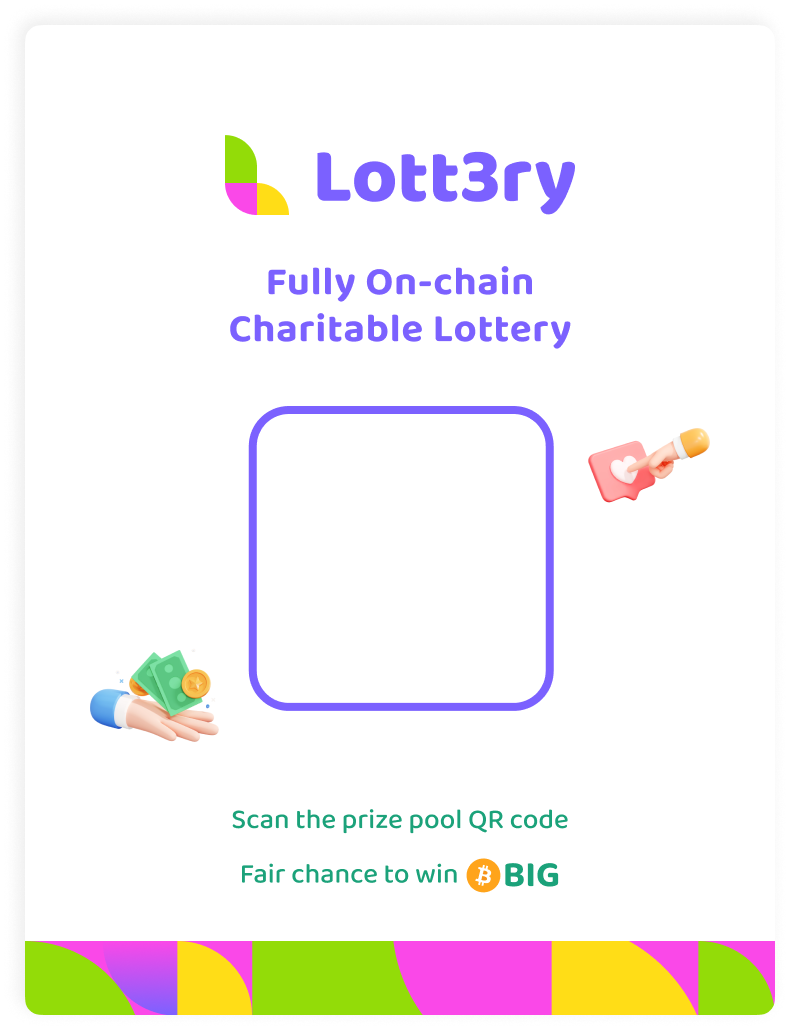 Lott3ry
Fully On-chain
Charitable Lottery
Scan the prize pool QR code
Fair chance to win BIG